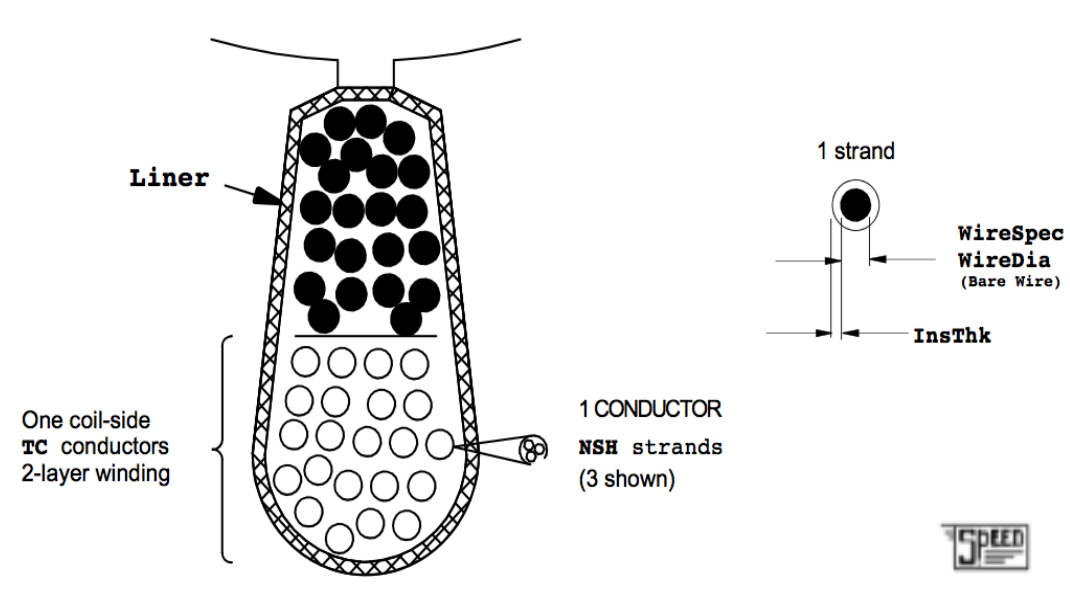 1 strand
Liner
WireSpec
WireDia
(Bare Wire)
InsThk
One coil-side
TC conductors
2-layer winding
1 CONDUCTOR
NSH strands
(3 shown)
SPEED